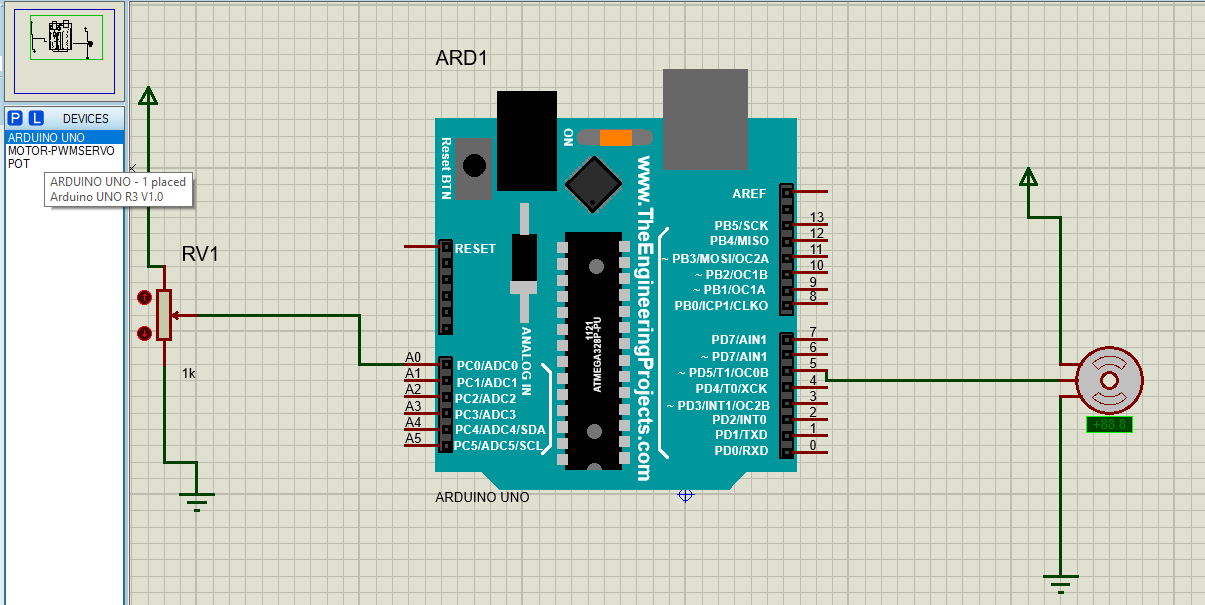 P L DEVICES
ARDUINO UNO
MOTOR-PWMSERVO
POT
ARDUINO UNO - 1 placed
Arduino UNO R3 V1.0
RV1
1k
ARD1
Reset BTN
ON
www.TheEngineeringProjects.com
RESET
ANALOG IN
1121
ATMEGA328P-PU
A0 PC0/ADC0
A1 PC1/ADC1
A2 PC2/ADC2
A3 PC3/ADC3
A4 PC4/ADC4/SDA
A5 PC5/ADC5/SCL
AREF
PB5/SCK 13
PB4/MISO 12
~ PB3/MOSI/OC2A 11
~ PB2/OC1B 10
~ PB1/OC1A 9
PB0/ICP1/CLKO 8
PD7/AIN1 7
~ PD7/AIN1 6
~ PD5/T1/OC0B 5
PD4/T0/XCK 4
~ PD3/INT1/OC2B 3
PD2/INT0 2
PD1/TXD 1
PD0/RXD 0
ARDUINO UNO
+88.8